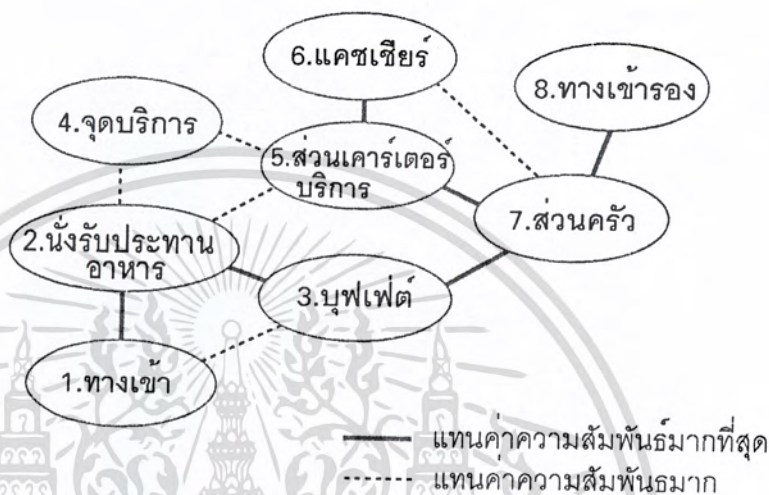 6.แคชเชียร์
8.ทางเข้ารอง
4.จุดบริการ
5.ส่วนเคาร์เตอร์
บริการ
7.ส่วนครัว
2.นั่งรับประทาน
อาหาร
3.บุฟเฟต์
1.ทางเข้า
แทนค่าความสัมพันธ์มากที่สุด
แทนค่าความสัมพันธ์มาก